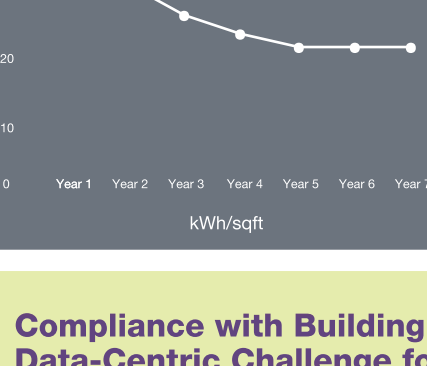 20
10
0 Year 1 Year 2 Year 3 Year 4 Year 5 Year 6 Year 7
kWh/sqft
Compliance with Building
Data-Centric Challenge fo